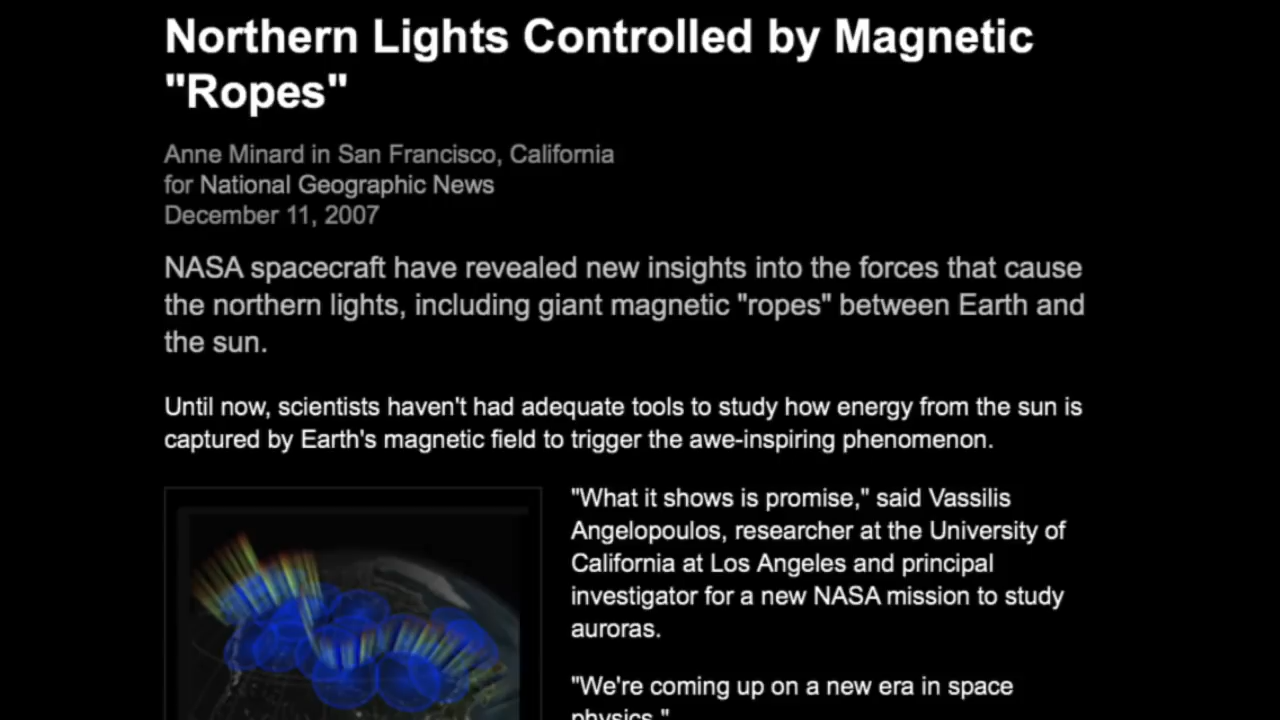 Northern Lights Controlled by Magnetic
"Ropes"
Anne Minard in San Francisco, California
for National Geographic News
December 11, 2007
NASA spacecraft have revealed new insights into the forces that cause
the northern lights, including giant magnetic "ropes" between Earth and
the sun.
Until now, scientists haven't had adequate tools to study how energy from the sun is
captured by Earth's magnetic field to trigger the awe-inspiring phenomenon.
"What it shows is promise," said Vassilis
Angelopoulos, researcher at the University of
California at Los Angeles and principal
investigator for a new NASA mission to study
auroras.
"We're coming up on a new era in space
physics."